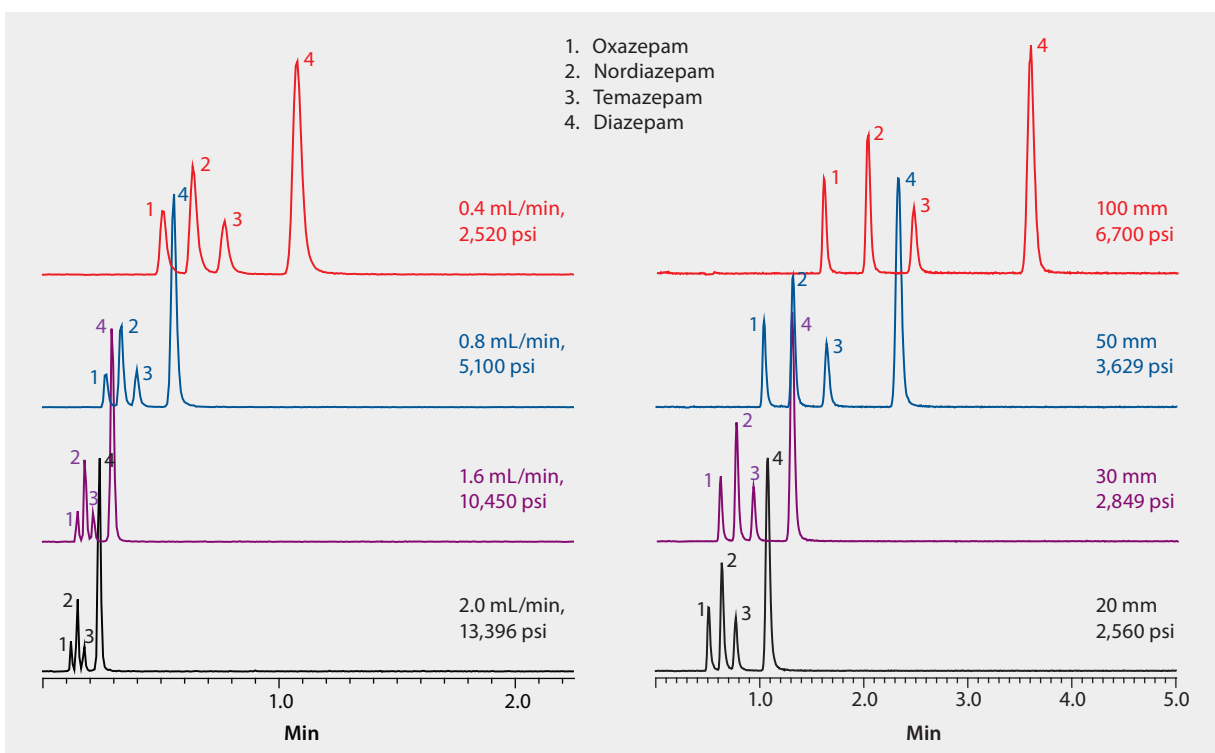 1. Oxazepam
2. Nordiazepam
3. Temazepam
4. Diazepam
4
2
1
3
0.4 mL/min,
2,520 psi
4
2
1
3
0.8 mL/min,
5,100 psi
4
2
3
1
1.6 mL/min,
10,450 psi
4
2
3
1
2.0 mL/min,
13,396 psi
1.0
2.0
Min
4
2
1
3
100 mm
6,700 psi
4
2
1
3
50 mm
3,629 psi
4
2
3
1
30 mm
2,849 psi
4
2
1
3
20 mm
2,560 psi
1.0
2.0
3.0
4.0
5.0
Min